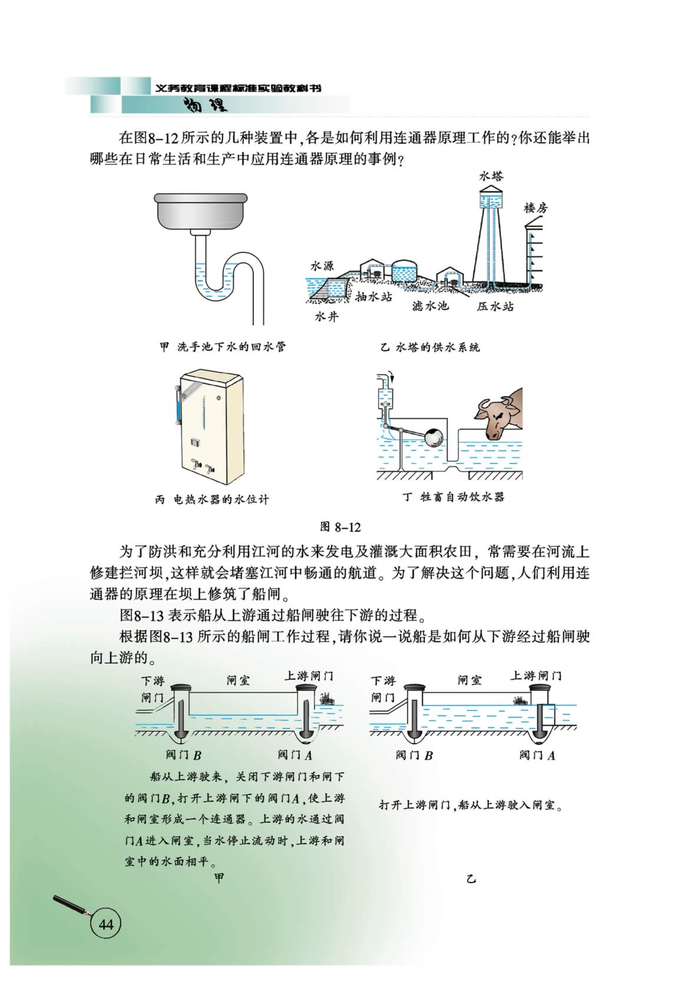 义务教育课程标准实验教科书
物理
在图8-12所示的几种装置中,各是如何利用连通器原理工作的?你还能举出
哪些在日常生活和生产中应用连通器原理的事例?
水塔
楼房
水源
抽水站
滤水池
压水站
水井
甲 洗手池下水的回水管
乙 水塔的供水系统
丙 电热水器的水位计
丁 牲畜自动饮水器
图 8-12
为了防洪和充分利用江河的水来发电及灌溉大面积农田，常需要在河流上
修建拦河坝,这样就会堵塞江河中畅通的航道。为了解决这个问题,人们利用连
通器的原理在坝上修筑了船闸。
图8-13 表示船从上游通过船闸驶往下游的过程。
根据图8-13 所示的船闸工作过程,请你说一说船是如何从下游经过船闸驶
向上游的。
下游
闸门
闸室
上游闸门
阀门 B
阀门 A
船从上游驶来，关闭下游闸门和闸下
的阀门B,打开上游闸下的阀门A,使上游
和闸室形成一个连通器。上游的水通过阀
门A进入闸室,当水停止流动时,上游和闸
室中的水面相平。
甲
下游
闸门
闸室
上游闸门
阀门 B
阀门 A
打开上游闸门,船从上游驶入闸室。
乙
44